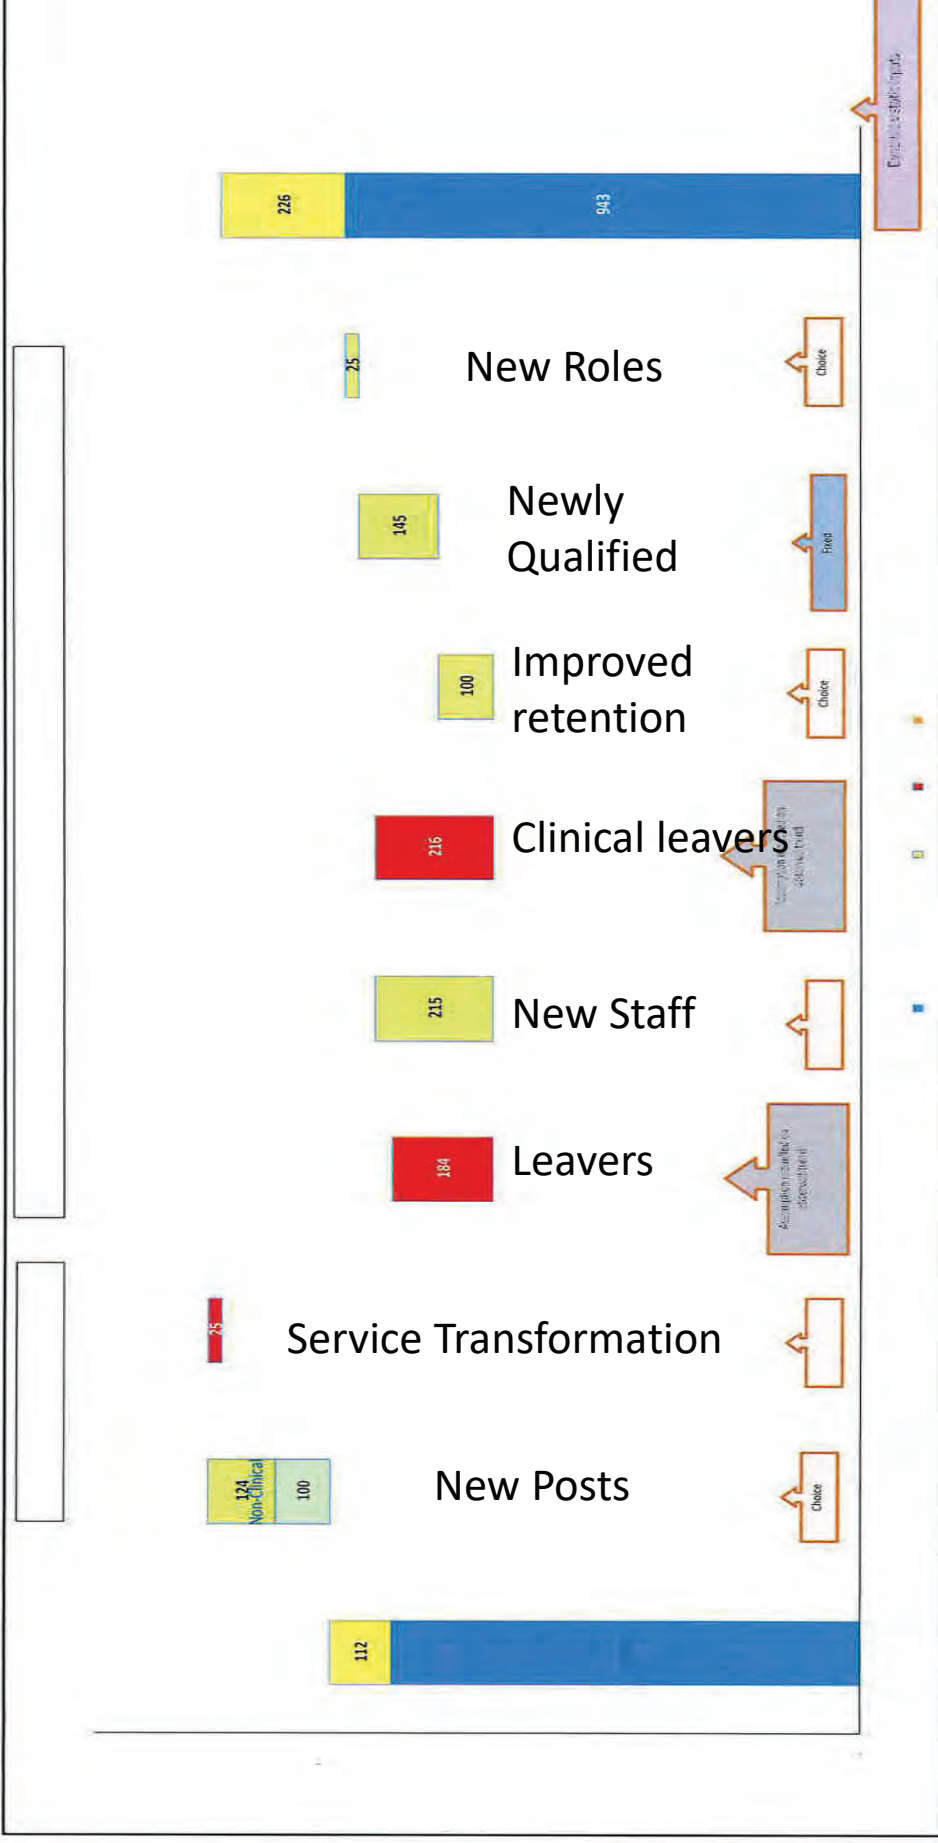 226
943
25
New Roles
Choice
145
Newly
Qualified
Fixed
100
Improved
retention
Choice
216
Clinical leavers
215
New Staff
184
Leavers
25
Service Transformation
124
Non-Clinical
100
New Posts
Choice
112